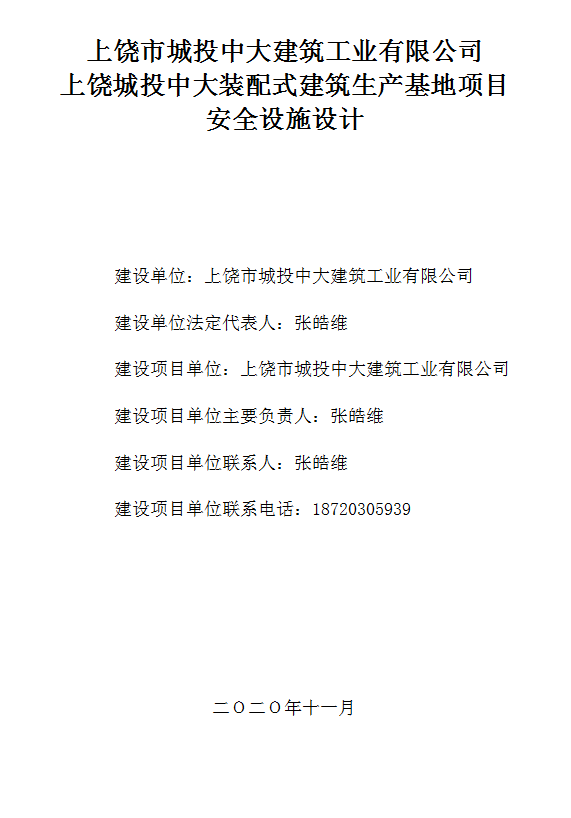 上饶市城投中大建筑工业有限公司
上饶城投中大装配式建筑生产基地项目
安全设施设计
建设单位：上饶市城投中大建筑工业有限公司
建设单位法定代表人：张皓维
建设项目单位：上饶市城投中大建筑工业有限公司
建设项目单位主要负责人：张皓维
建设项目单位联系人：张皓维
建设项目单位联系电话：18720305939
二〇二〇年十一月